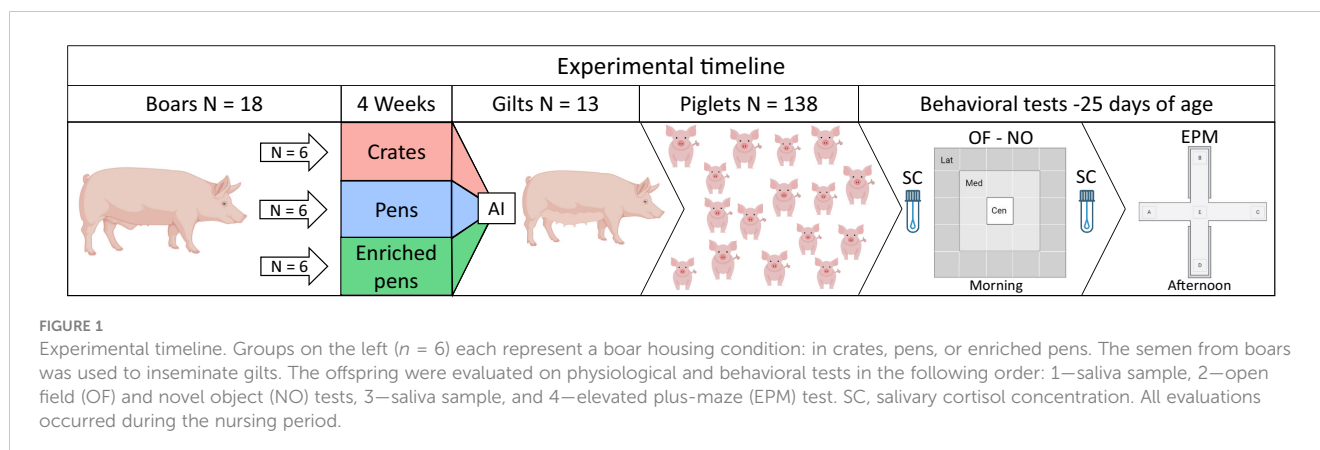 Experimental timeline
Boars N = 18
4 Weeks
Gilts N = 13
Piglets N = 138
Behavioral tests -25 days of age
N = 6
Crates
N = 6
Pens
N = 6
Enriched
pens
AI
SC
OF - NO
Lat
Med
Cen
Morning
SC
EPM
B
A
E
C
D
Afternoon
FIGURE 1
Experimental timeline. Groups on the left (n = 6) each represent a boar housing condition: in crates, pens, or enriched pens. The semen from boars
was used to inseminate gilts. The offspring were evaluated on physiological and behavioral tests in the following order: 1—saliva sample, 2—open
field (OF) and novel object (NO) tests, 3—saliva sample, and 4—elevated plus-maze (EPM) test. SC, salivary cortisol concentration. All evaluations
occurred during the nursing period.